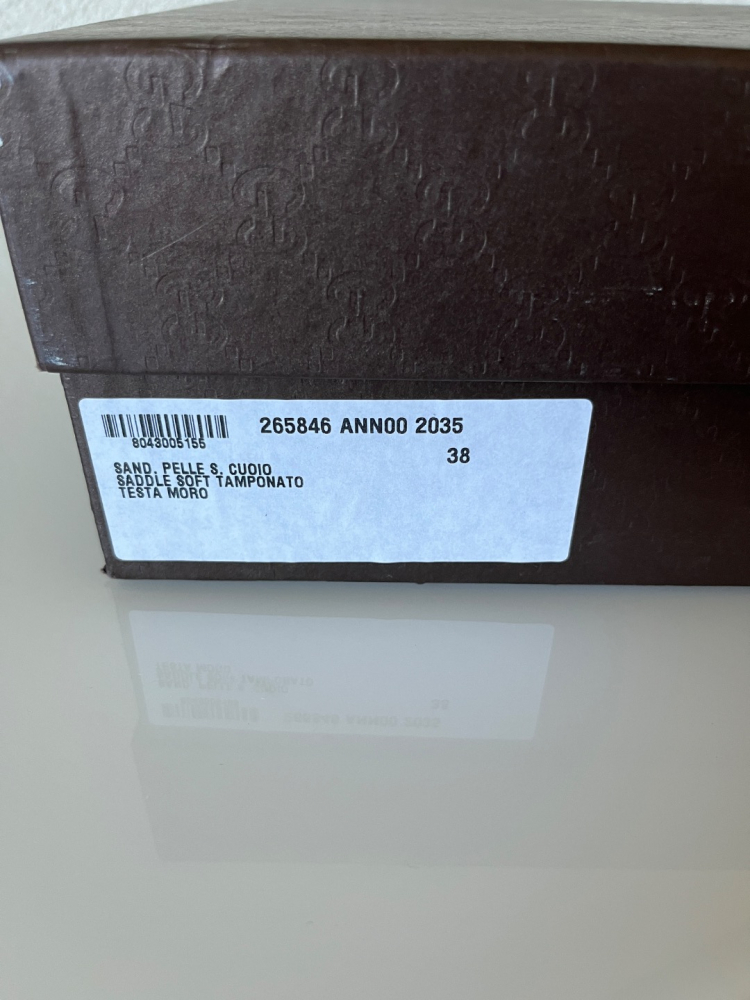 265846 ANN00 2035
8043005155
38
SAND. PELLE S. CUOIO
SADDLE SOFT TAMPONATO
TESTA MORO